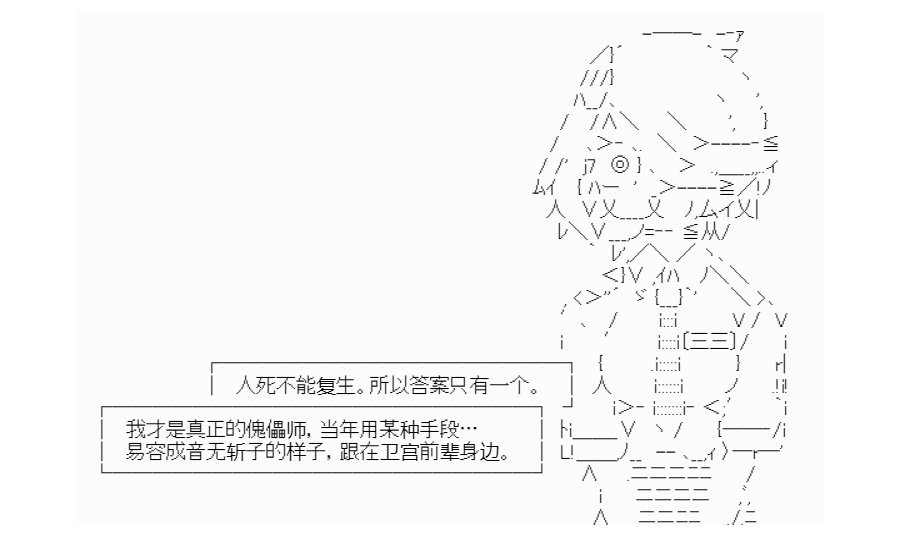 人死不能复生。所以答案只有一个。
我才是真正的傀儡师，当年用某种手段…
易容成音无斩子的样子，跟在卫宫前辈身边。